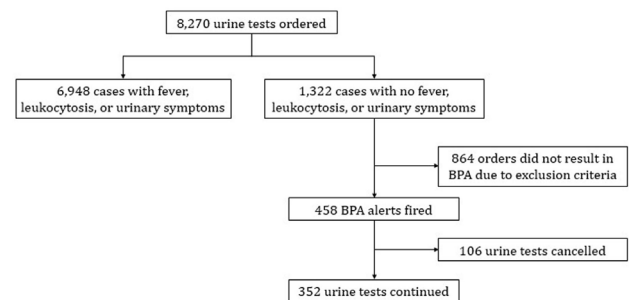 8,270 urine tests ordered
6,948 cases with fever,
leukocytosis, or urinary symptoms
1,322 cases with no fever,
leukocytosis, or urinary symptoms
864 orders did not result in
BPA due to exclusion criteria
458 BPA alerts fired
106 urine tests cancelled
352 urine tests continued